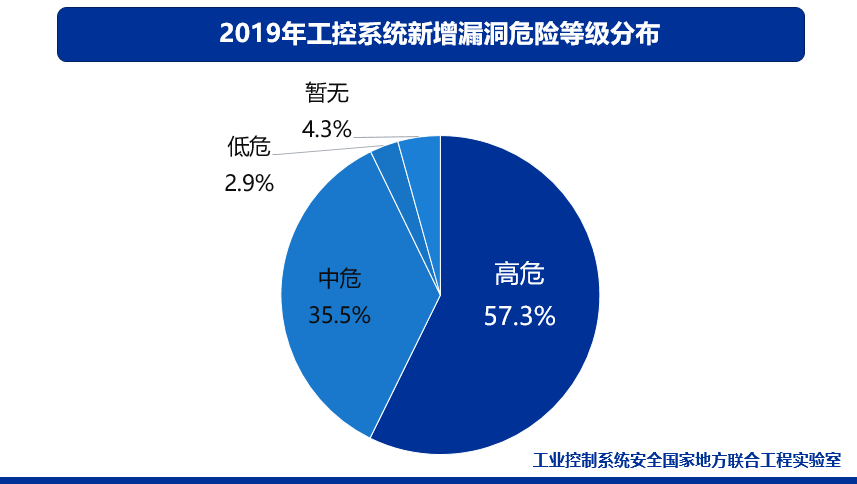 2019年工控系统新增漏洞危险等级分布
暂无
4.3%
低危
2.9%
中危
35.5%
高危
57.3%
工业控制系统安全国家地方联合工程实验室